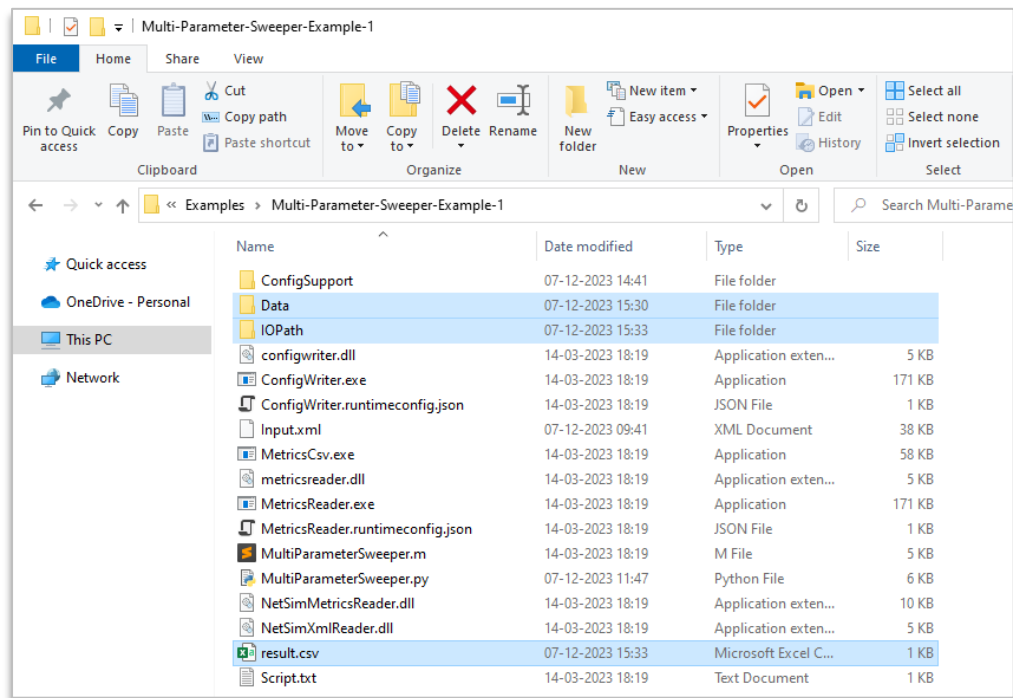 Multi-Parameter-Sweeper-Example-1
File Home Share View
Pin to Quick access
Copy
Paste
Cut
Copy path
Paste shortcut
Clipboard
Move to
Copy to
Delete
Rename
Organize
New folder
New item
Easy access
New
Properties
Open
Edit
History
Open
Select all
Select none
Invert selection
Select
« Examples > Multi-Parameter-Sweeper-Example-1
Search Multi-Parame
Quick access
OneDrive - Personal
This PC
Network
Name Date modified Type Size
ConfigSupport 07-12-2023 14:41 File folder
Data 07-12-2023 15:30 File folder
IOPath 07-12-2023 15:33 File folder
configwriter.dll 14-03-2023 18:19 Application exten... 5 KB
ConfigWriter.exe 14-03-2023 18:19 Application 171 KB
ConfigWriter.runtimeconfig.json 14-03-2023 18:19 JSON File 1 KB
Input.xml 07-12-2023 09:41 XML Document 38 KB
MetricsCsv.exe 14-03-2023 18:19 Application 58 KB
metricsreader.dll 14-03-2023 18:19 Application exten... 5 KB
MetricsReader.exe 14-03-2023 18:19 Application 171 KB
MetricsReader.runtimeconfig.json 14-03-2023 18:19 JSON File 1 KB
MultiParameterSweeper.m 14-03-2023 18:19 M File 5 KB
MultiParameterSweeper.py 07-12-2023 11:47 Python File 6 KB
NetSimMetricsReader.dll 14-03-2023 18:19 Application exten... 10 KB
NetSimXmlReader.dll 14-03-2023 18:19 Application exten... 5 KB
result.csv 07-12-2023 15:33 Microsoft Excel C... 1 KB
Script.txt 14-03-2023 18:19 Text Document 1 KB